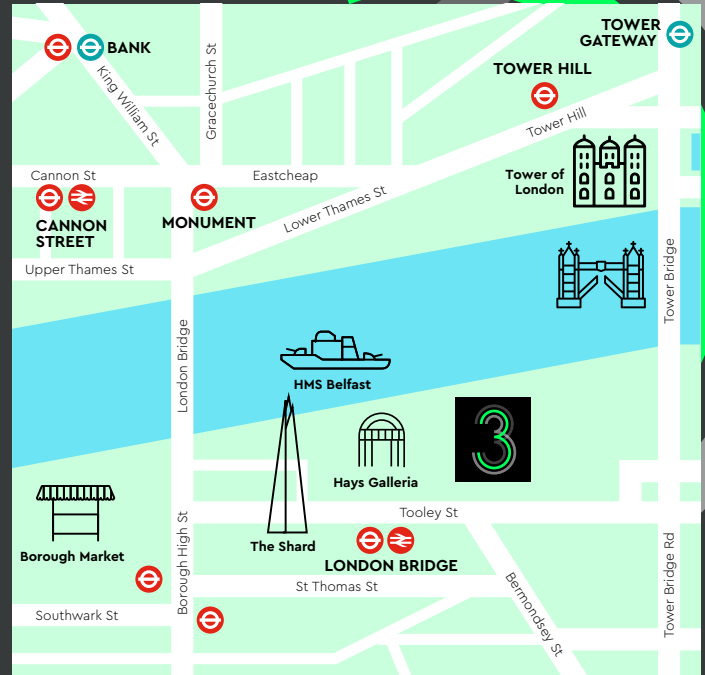 TOWER
GATEWAY
BANK
TOWER HILL
King William St
Gracechurch St
Tower Hill
Cannon St
Eastcheap
Tower of
London
CANNON
STREET
MONUMENT
Lower Thames St
Upper Thames St
Tower Bridge
London Bridge
HMS Belfast
3
Hays Galleria
Tooley St
Borough Market
The Shard
LONDON BRIDGE
Borough High St
St Thomas St
Bermondsey St
Tower Bridge Rd
Southwark St